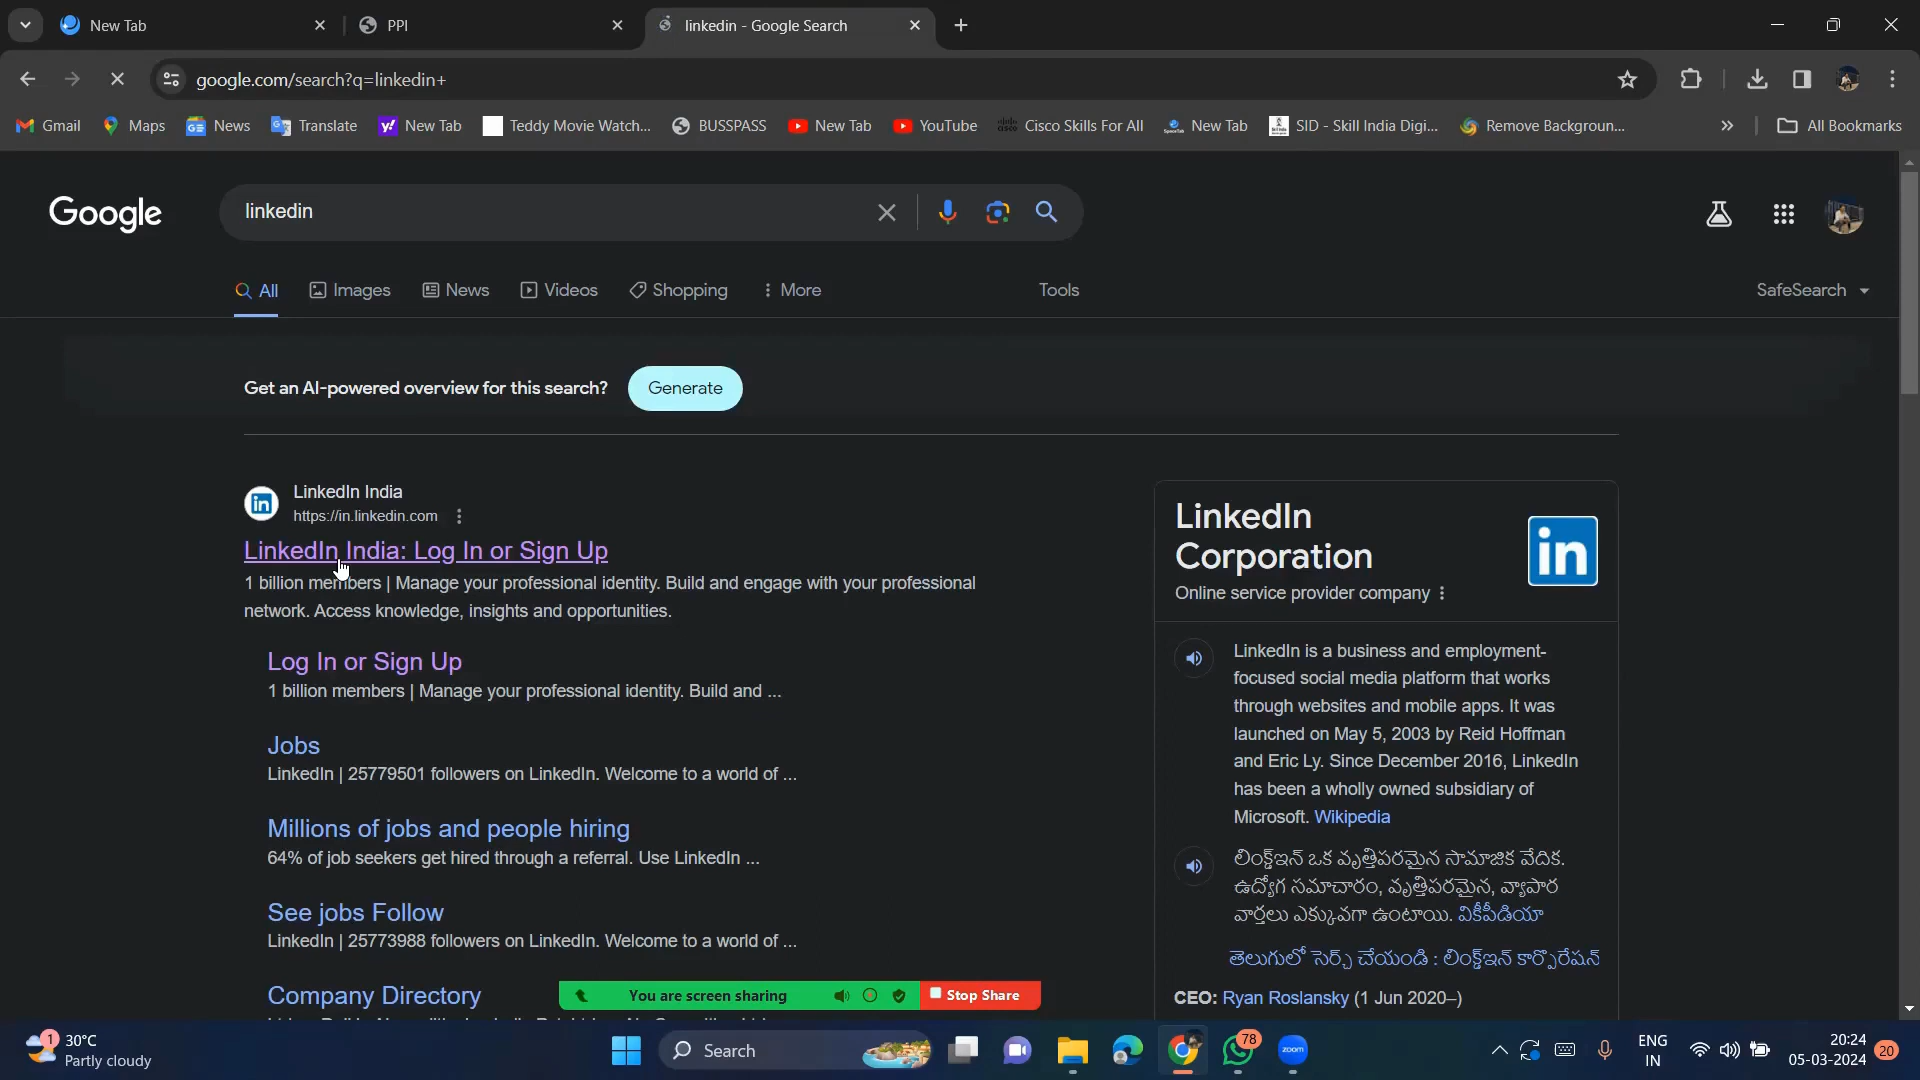 New Tab
PPI
linkedin - Google Search
google.com/search?q=linkedin+
Gmail
Maps
News
Translate
New Tab
Teddy Movie Watch...
BUSSPASS
New Tab
YouTube
Cisco Skills For All
New Tab
SID - Skill India Digi...
Remove Backgroun...
All Bookmarks
Google
linkedin
All
Images
News
Videos
Shopping
More
Tools
SafeSearch
Get an AI-powered overview for this search?
Generate
LinkedIn India
https://in.linkedin.com
LinkedIn India: Log In or Sign Up
1 billion members | Manage your professional identity. Build and engage with your professional
network. Access knowledge, insights and opportunities.
Log In or Sign Up
1 billion members | Manage your professional identity. Build and ...
Jobs
LinkedIn | 25779501 followers on LinkedIn. Welcome to a world of ...
Millions of jobs and people hiring
64% of job seekers get hired through a referral. Use LinkedIn ...
See jobs Follow
LinkedIn | 25773988 followers on LinkedIn. Welcome to a world of ...
Company Directory
LinkedIn
Corporation
in
Online service provider company
LinkedIn is a business and employment-
focused social media platform that works
through websites and mobile apps. It was
launched on May 5, 2003 by Reid Hoffman
and Eric Ly. Since December 2016, LinkedIn
has been a wholly owned subsidiary of
Microsoft. Wikipedia
లింక్డ్ఇన్ ఒక వృత్తిపరమైన సామాజిక వేదిక.
ఉద్యోగ సమాచారం, వృత్తిపరమైన, వ్యాపార
వార్తలు ఎక్కువగా ఉంటాయి. వికీపీడియా
తెలుగులో సెర్చ్ చేయండి : లింక్డ్ఇన్ కార్పొరేషన్
CEO: Ryan Roslansky (1 Jun 2020–)
You are screen sharing
Stop Share
1
30°C
Partly cloudy
Search
78
zoom
ENG
IN
20:24
05-03-2024
20